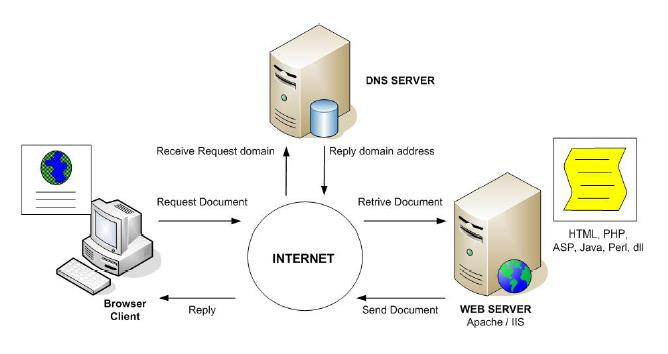 DNS SERVER
Receive Request domain
Reply domain address
Request Document
Retrive Document
HTML, PHP,
ASP, Java, Perl, dll
INTERNET
Browser
Client
Reply
Send Document
WEB SERVER
Apache / IIS